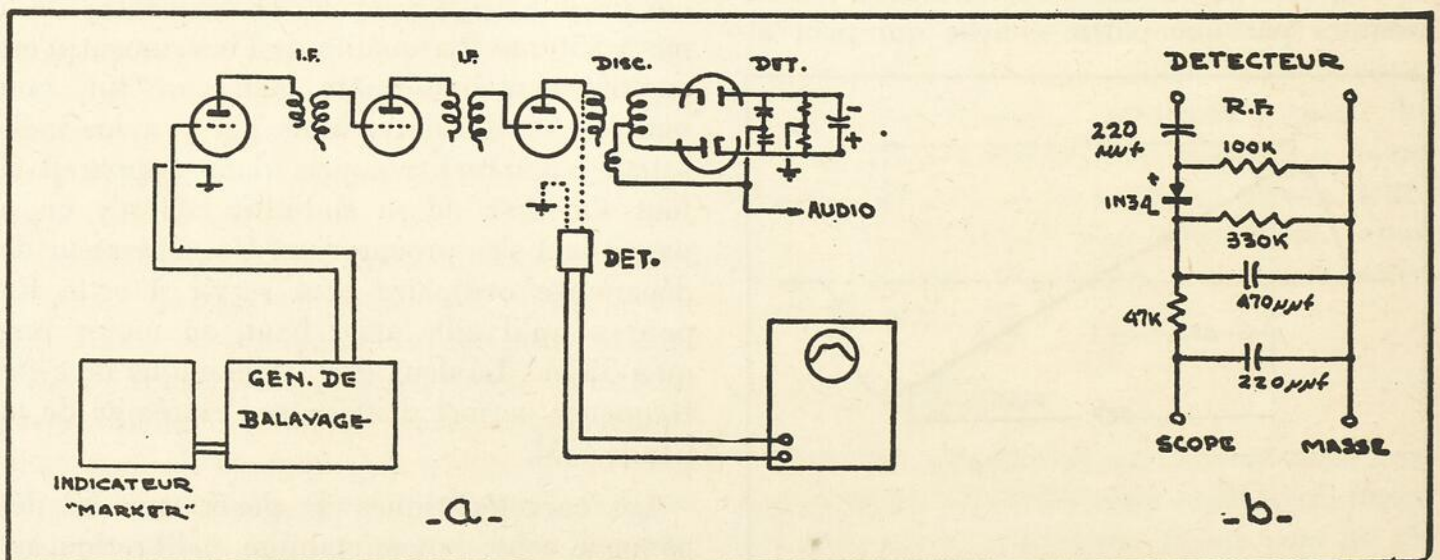 I.F.
I.F.
DISC.
DET.
-
+
AUDIO
DET.
GEN. DE
BALAYAGE
INDICATEUR
"MARKER"
-a-
DETECTEUR
R.F.
220
µµf
100K
+
1N34
330K
470µµf
47K
220µµf
SCOPE
MASSE
-b-